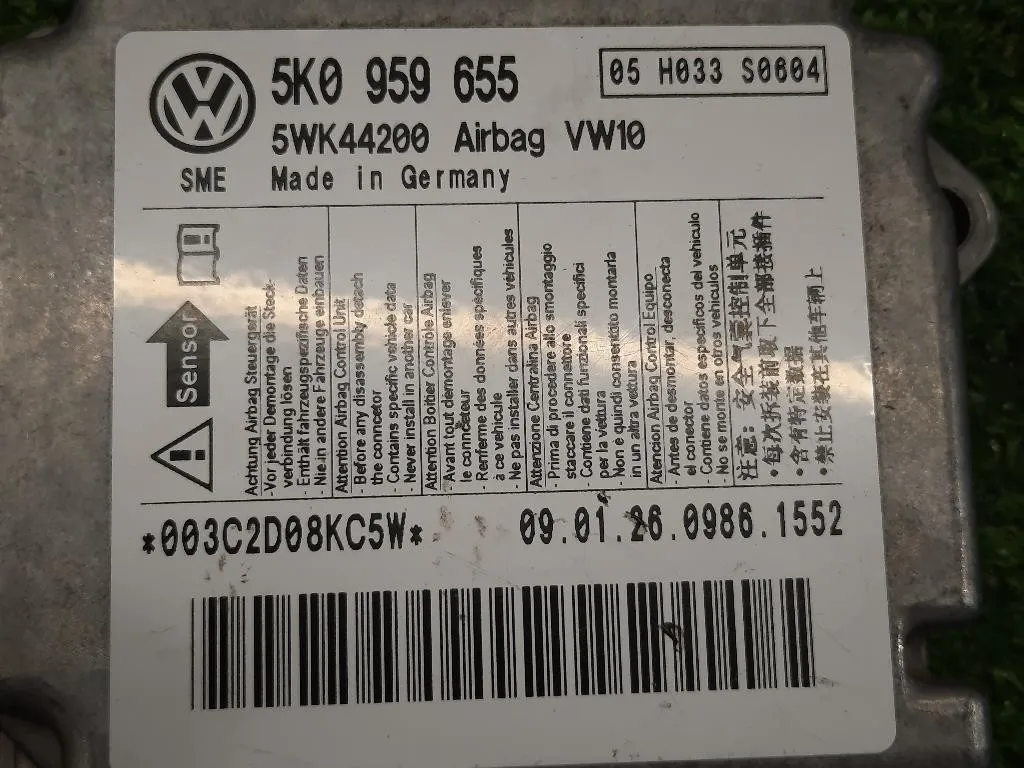 5K0 959 655
05 H033 S0604
5WK44200 Airbag VW10
SME
Made in Germany
Sensor
Achtung Airbag Steuergerät
- Vor jeder Demontage die Steck-
verbindung lösen
- Enthält fahrzeugspezifische Daten
- Nie in andere Fahrzeuge einbauen
Attention Airbag Control Unit
- Before any disassembly detach
the conncetor
- Contains specific vehicle data
- Never install in another car
Attention Boîtier Contrôle Airbag
- Avant tout démontage enlever
le connecteur
- Renferme des données spécifiques
à ce véhicule
- Ne pas installer dans autres véhicules
Attenzione Centralina Airbag
- Prima di procedere allo smontaggio
staccare il connettore
- Contiene dati funzionali specifici
per la vettura
- Non e quindi consentito montarla
in un altra vettura
Atencion Airbag Control Equipo
- Antes de desmontar, desconecta
el conector
- Contiene datos especificos del vehiculo
- No se monte en otros vehiculos
注意: 安全气囊控制单元
• 每次拆装前取下全部接插件
• 含有特定数据
• 禁止安装在其他车辆上
*003C2D08KC5W*
09.01.26.0986.1552